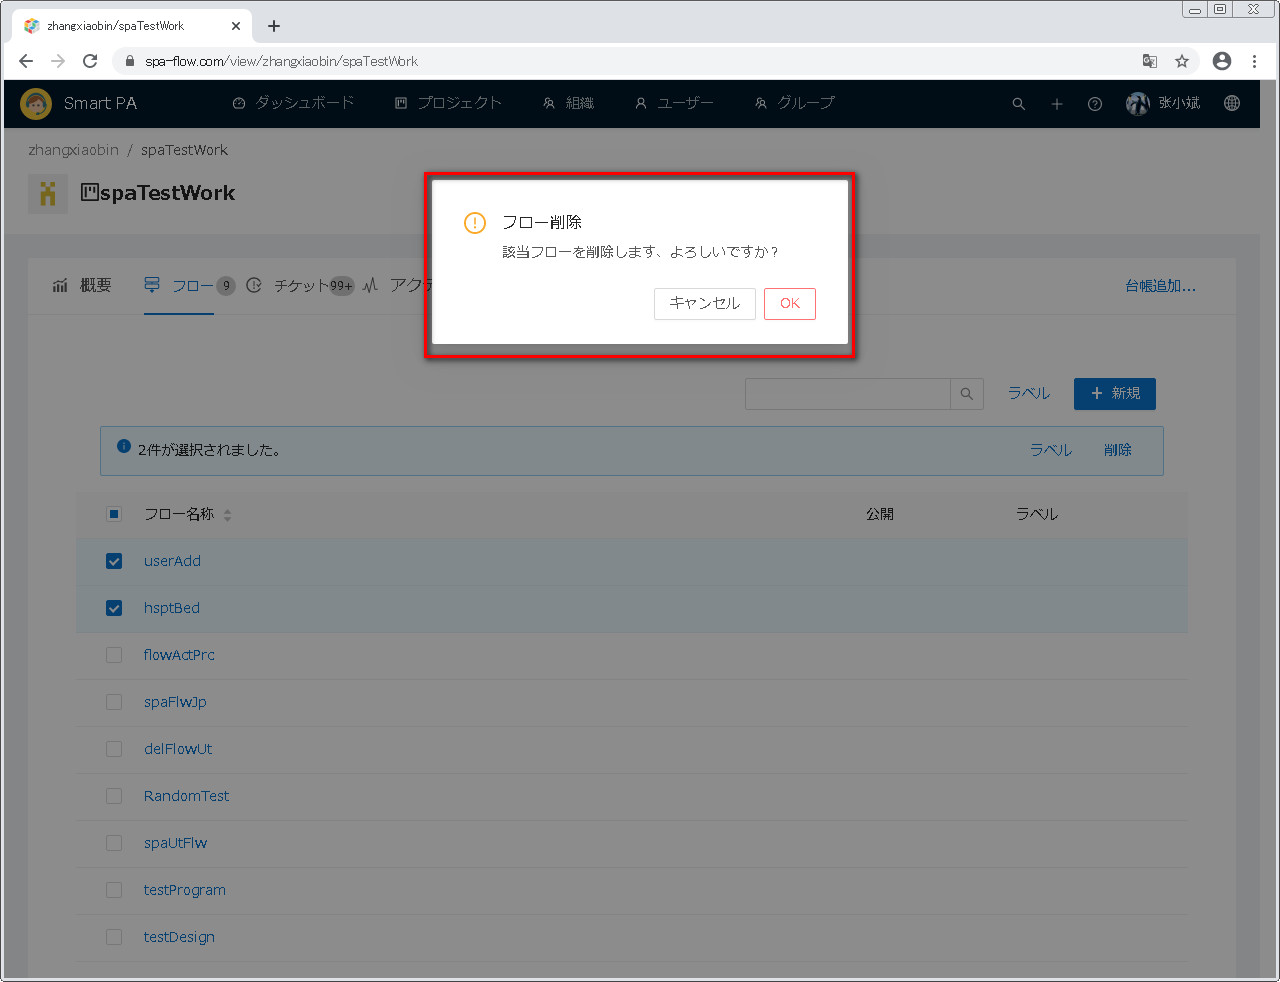 zhangxiaobin/spaTestWork
spa-flow.com/view/zhangxiaobin/spaTestWork
Smart PA ダッシュボード プロジェクト 組織 ユーザー グループ 张小斌
zhangxiaobin / spaTestWork
spaTestWork
フロー削除
該当フローを削除します、よろしいですか？
キャンセル OK
概要 フロー 9 チケット 99+ アクテ 台帳追加...
ラベル + 新規
2件が選択されました。 ラベル 削除
フロー名称 公開 ラベル
userAdd
hsptBed
flowActPrc
spaFlwJp
delFlowUt
RandomTest
spaUtFlw
testProgram
testDesign